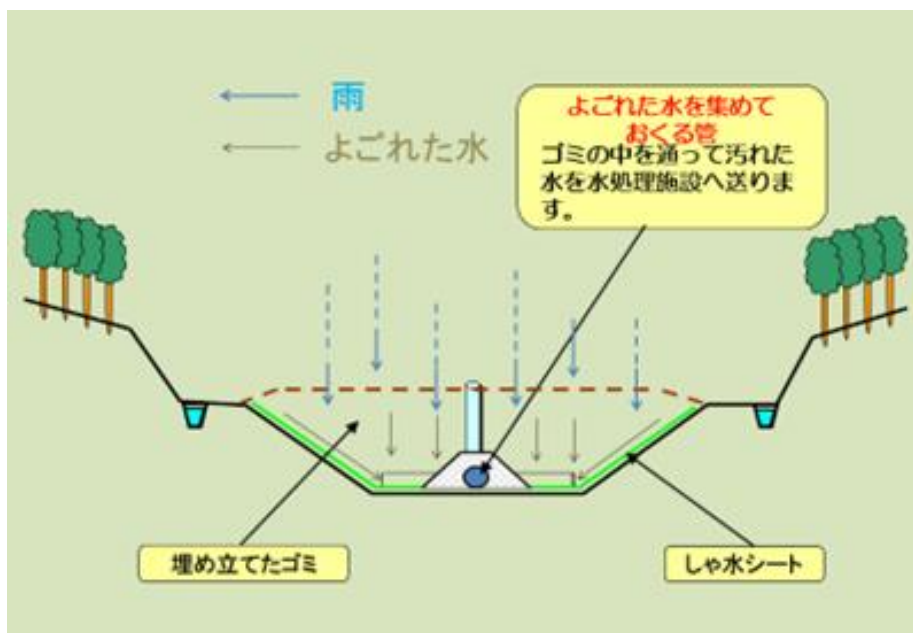 雨
よごれた水
よごれた水を集めて
おくる管
ゴミの中を通って汚れた
水を水処理施設へ送りま
す。
埋め立てたゴミ
しゃ水シート